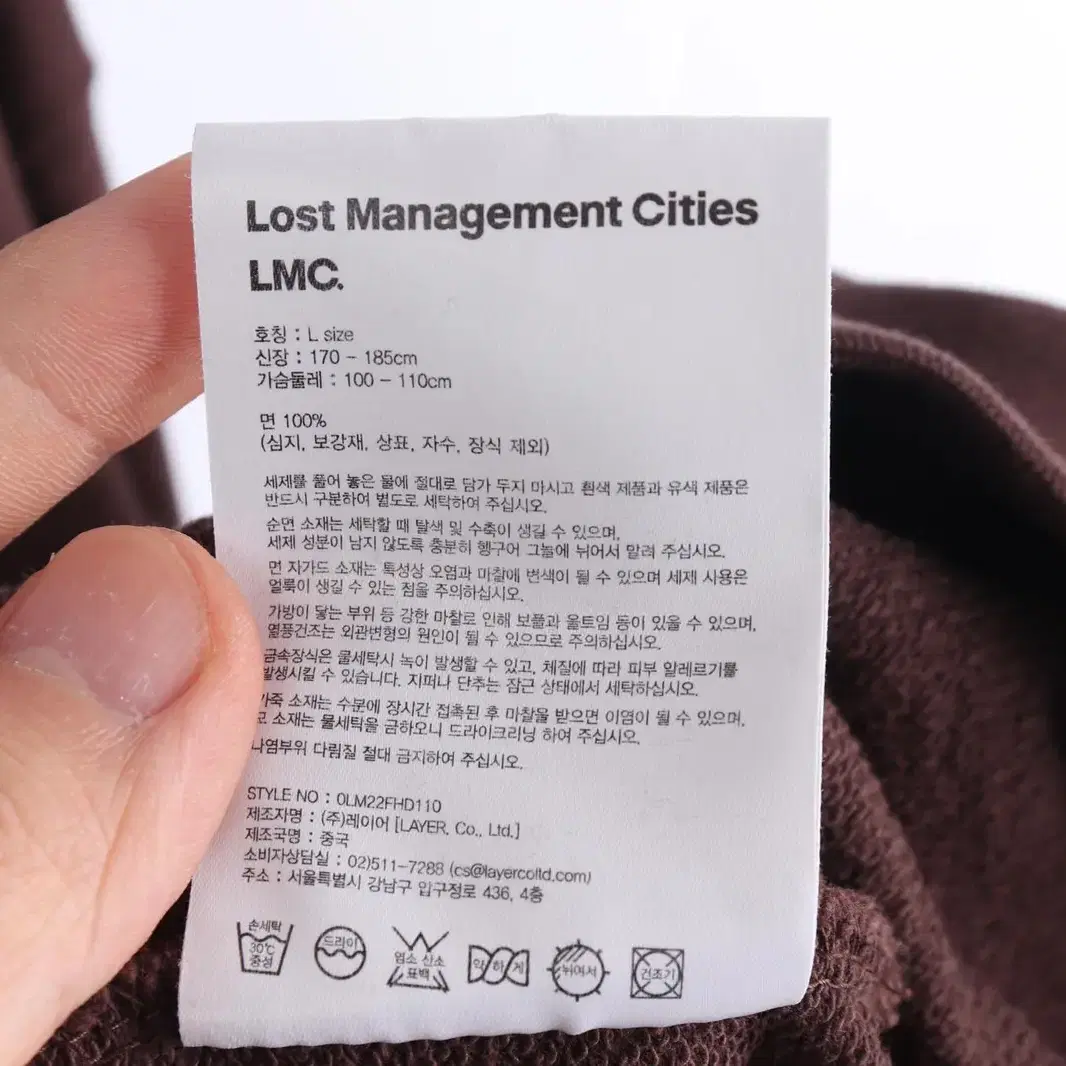 Lost Management Cities
LMC.
호칭 : L size
신장 : 170 - 185cm
가슴둘레 : 100 - 110cm
면 100%
(심지, 보강재, 상표, 자수, 장식 제외)
세제를 풀어 놓은 물에 절대로 담가 두지 마시고 흰색 제품과 유색 제품은
반드시 구분하여 별도로 세탁하여 주십시오.
순면 소재는 세탁할 때 탈색 및 수축이 생길 수 있으며,
세제 성분이 남지 않도록 충분히 헹구어 그늘에 뉘어서 말려 주십시오.
면 자가드 소재는 특성상 오염과 마찰에 변색이 될 수 있으며 세제 사용은
얼룩이 생길 수 있는 점을 주의하십시오.
가방이 닿는 부위 등 강한 마찰로 인해 보플과 울트임 등이 있을 수 있으며,
열풍건조는 외관변형의 원인이 될 수 있으므로 주의하십시오.
금속장식은 물세탁시 녹이 발생할 수 있고, 체질에 따라 피부 알레르기를
발생시킬 수 있습니다. 지퍼나 단추는 잠근 상태에서 세탁하십시오.
가죽 소재는 수분에 장시간 접촉된 후 마찰을 받으면 이염이 될 수 있으며,
소재는 물세탁을 금하오니 드라이크리닝 하여 주십시오.
나염부위 다림질 절대 금지하여 주십시오.
STYLE NO : 0LM22FHD110
제조자명 : (주)레이어 [LAYER, Co., Ltd.]
제조국명 : 중국
소비자상담실 : 02)511-7288 (cs@layercoltd.com)
주소 : 서울특별시 강남구 압구정로 436, 4층
손세탁 30℃ 중성
드라이
염소 산소 표백
약하게
뉘어서
건조기